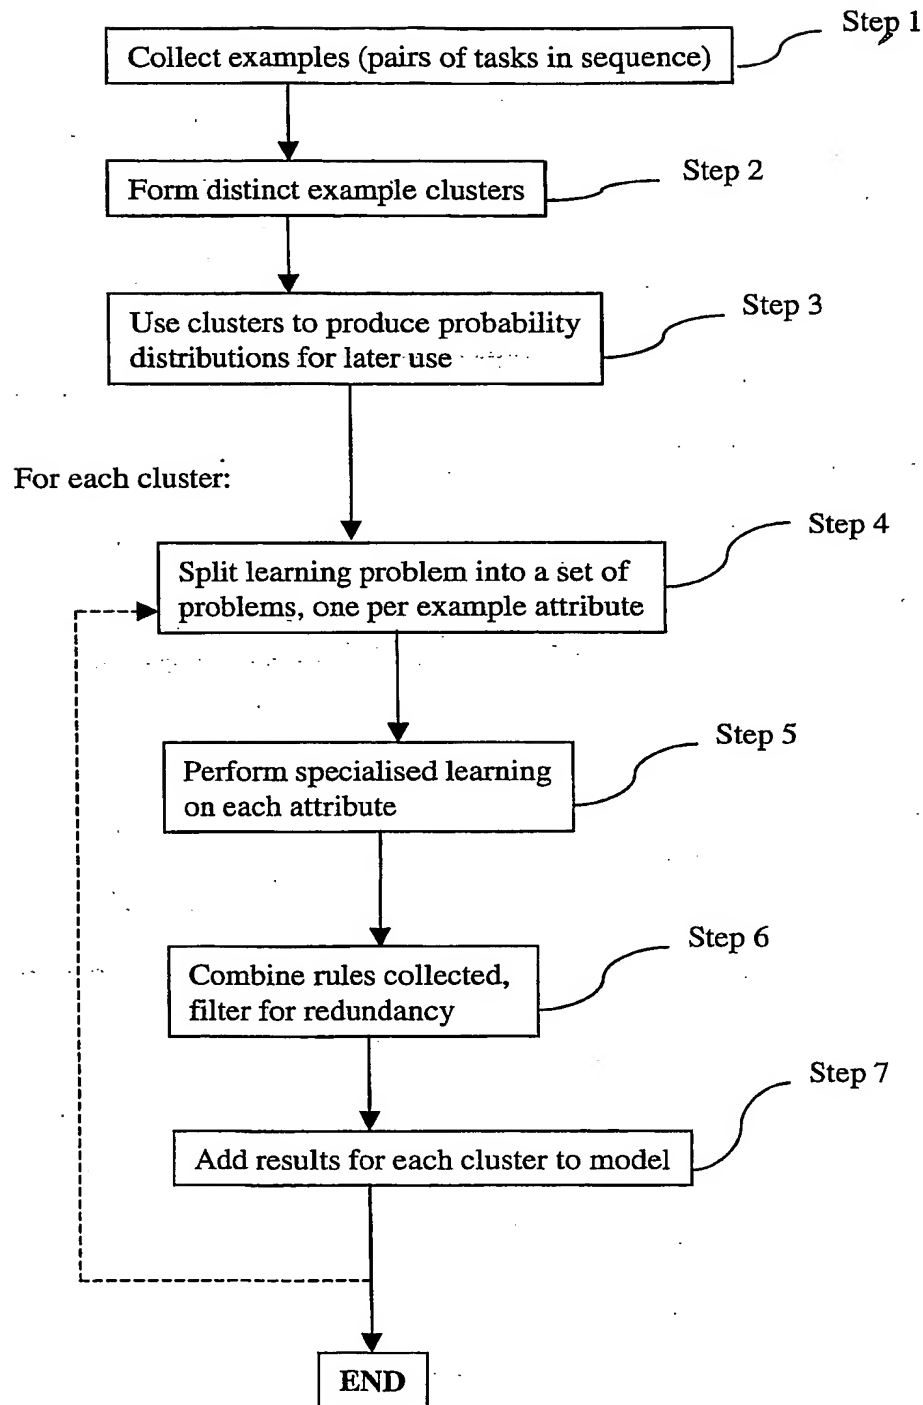 Step 1
Collect examples (pairs of tasks in sequence)
Step 2
Form distinct example clusters
Step 3
Use clusters to produce probability
distributions for later use
For each cluster:
Step 4
Split learning problem into a set of
problems, one per example attribute
Step 5
Perform specialised learning
on each attribute
Step 6
Combine rules collected,
filter for redundancy
Step 7
Add results for each cluster to model
END